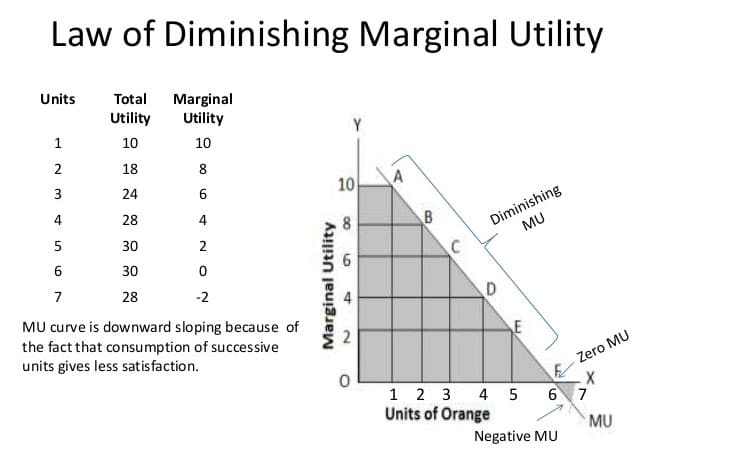 Law of Diminishing Marginal Utility
Units Total Marginal
Utility Utility
1 10 10
2 18 8
3 24 6
4 28 4
5 30 2
6 30 0
7 28 -2
MU curve is downward sloping because of
the fact that consumption of successive
units gives less satisfaction.
Y
Marginal Utility
10
8
6
4
2
0
A
B
C
D
E
F
Diminishing
MU
Zero MU
X
1 2 3 4 5 6 7
Units of Orange
MU
Negative MU